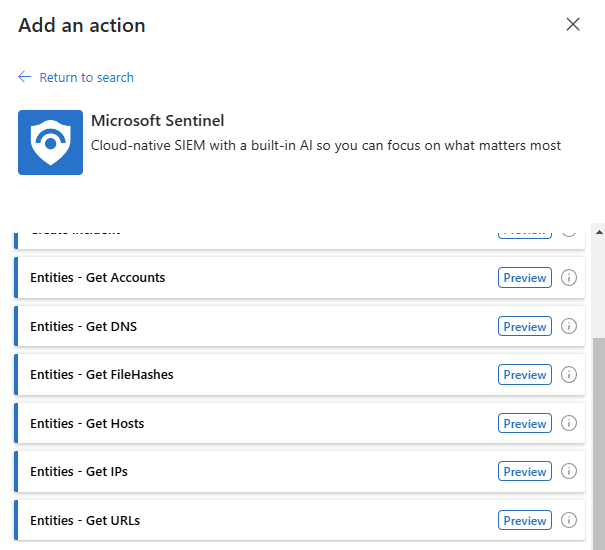 Add an action
Return to search
Microsoft Sentinel
Cloud-native SIEM with a built-in AI so you can focus on what matters most
Entities - Get Accounts Preview
Entities - Get DNS Preview
Entities - Get FileHashes Preview
Entities - Get Hosts Preview
Entities - Get IPs Preview
Entities - Get URLs Preview